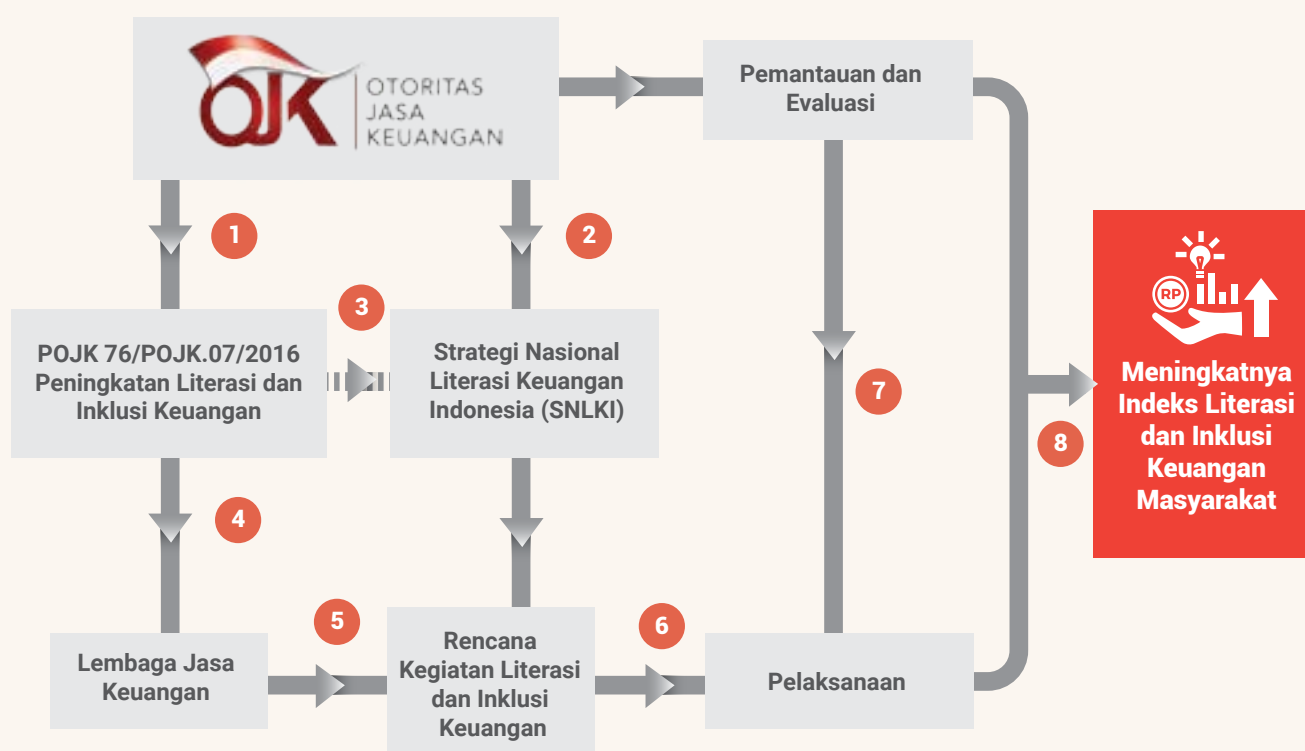 OJK
OTORITAS
JASA
KEUANGAN
Pemantauan dan
Evaluasi
1
2
3
POJK 76/POJK.07/2016
Peningkatan Literasi dan
Inklusi Keuangan
Strategi Nasional
Literasi Keuangan
Indonesia (SNLKI)
7
8
RP
Meningkatnya
Indeks Literasi
dan Inklusi
Keuangan
Masyarakat
4
5
6
Lembaga Jasa
Keuangan
Rencana
Kegiatan Literasi
dan Inklusi
Keuangan
Pelaksanaan